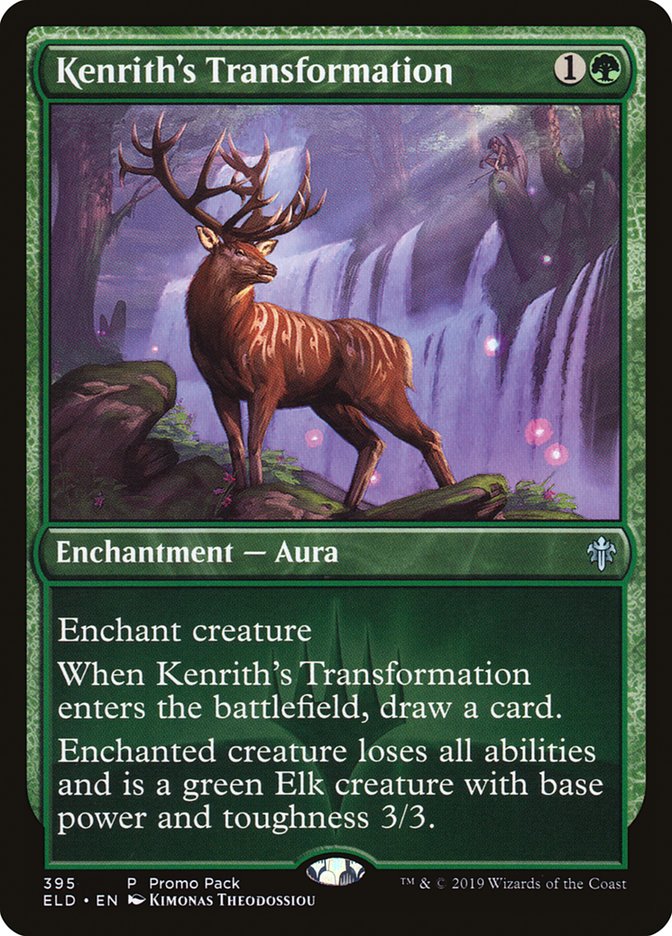 Kenrith's Transformation 1
Enchantment — Aura
Enchant creature
When Kenrith's Transformation
enters the battlefield, draw a card.
Enchanted creature loses all abilities
and is a green Elk creature with base
power and toughness 3/3.
395 P Promo Pack ™ & © 2019 Wizards of the Coast
ELD • EN Kimonas Theodossiou